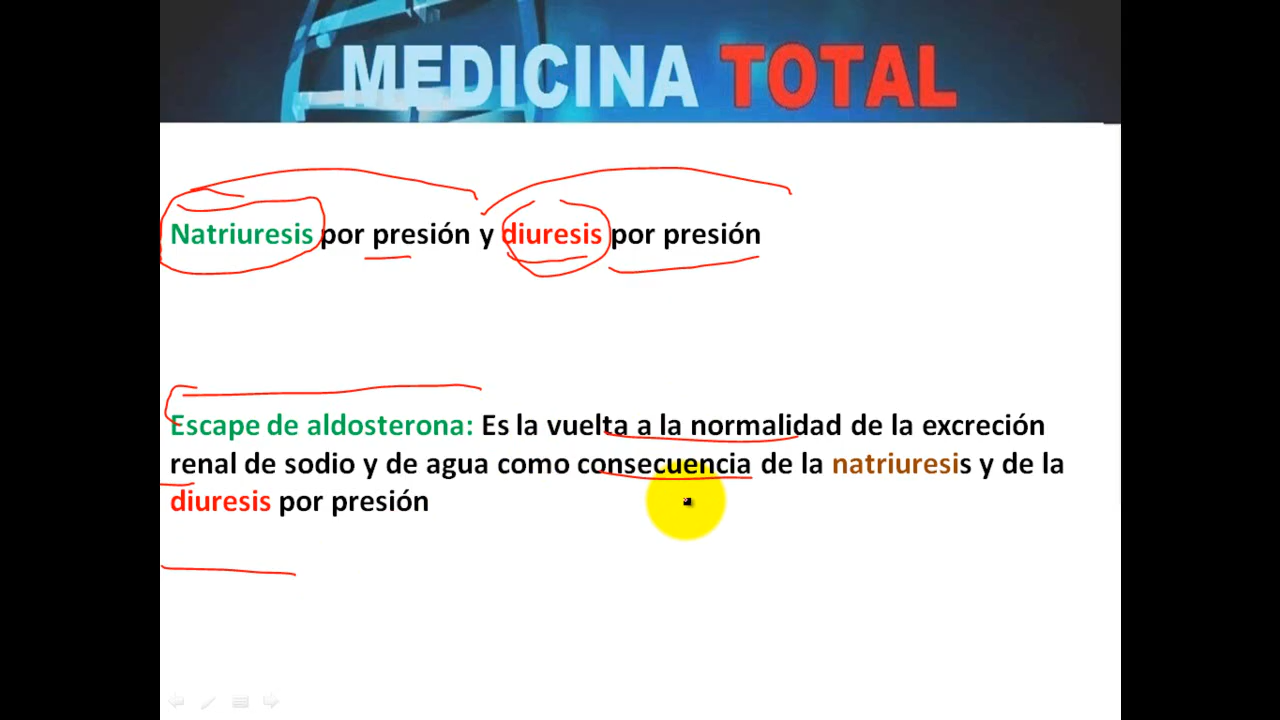 MEDICINA TOTAL
Natriuresis por presión y diuresis por presión
Escape de aldosterona: Es la vuelta a la normalidad de la excreción
renal de sodio y de agua como consecuencia de la natriuresis y de la
diuresis por presión